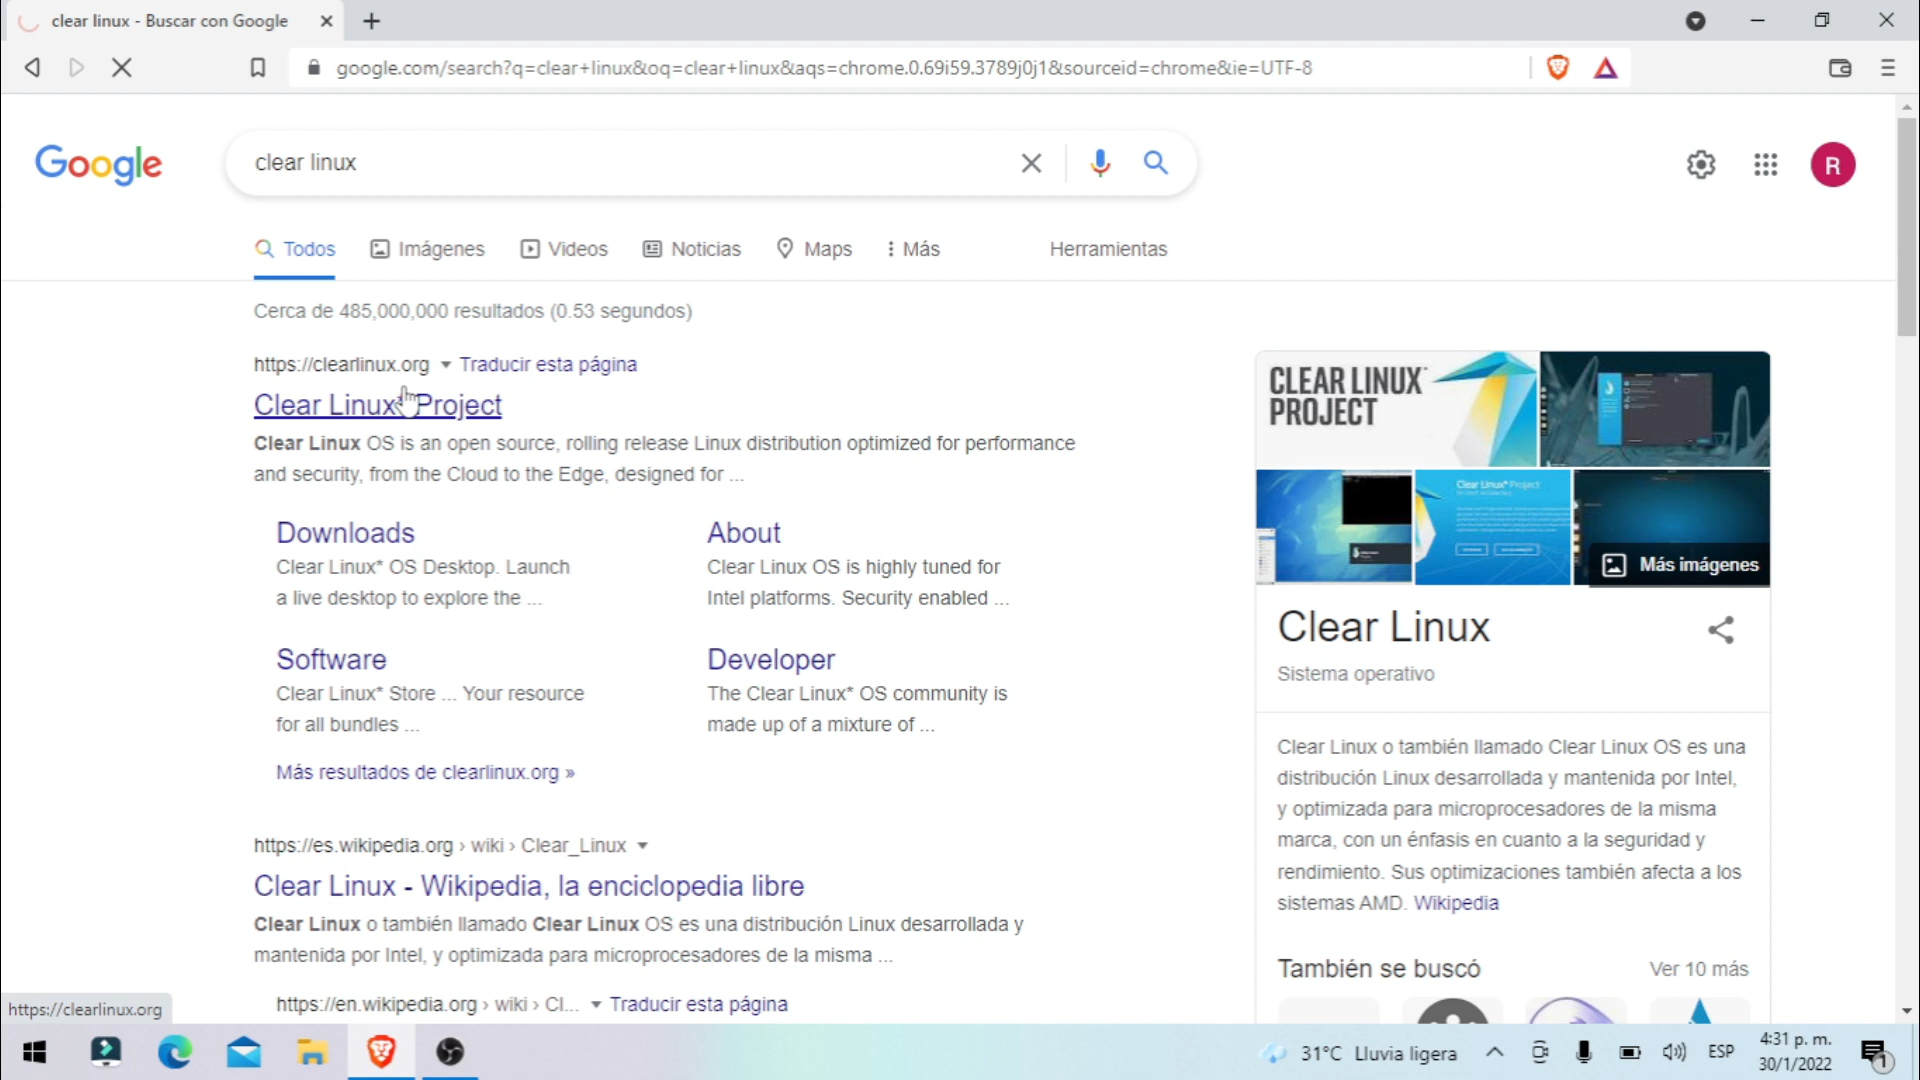 clear linux - Buscar con Google
google.com/search?q=clear+linux&oq=clear+linux&aqs=chrome.0.69i59.3789j0j1&sourceid=chrome&ie=UTF-8
Google
clear linux
R
Todos
Imágenes
Videos
Noticias
Maps
Más
Herramientas
Cerca de 485,000,000 resultados (0.53 segundos)
https://clearlinux.org
Traducir esta página
Clear Linux* Project
Clear Linux OS is an open source, rolling release Linux distribution optimized for performance
and security, from the Cloud to the Edge, designed for ...
Downloads
Clear Linux* OS Desktop. Launch
a live desktop to explore the ...
About
Clear Linux OS is highly tuned for
Intel platforms. Security enabled ...
Software
Clear Linux* Store ... Your resource
for all bundles ...
Developer
The Clear Linux* OS community is
made up of a mixture of ...
Más resultados de clearlinux.org »
https://es.wikipedia.org › wiki › Clear_Linux
Clear Linux - Wikipedia, la enciclopedia libre
Clear Linux o también llamado Clear Linux OS es una distribución Linux desarrollada y
mantenida por Intel, y optimizada para microprocesadores de la misma ...
https://en.wikipedia.org › wiki › Cl...
Traducir esta página
CLEAR LINUX*
PROJECT
Clear Linux* Project
Más imágenes
Clear Linux
Sistema operativo
Clear Linux o también llamado Clear Linux OS es una
distribución Linux desarrollada y mantenida por Intel,
y optimizada para microprocesadores de la misma
marca, con un énfasis en cuanto a la seguridad y
rendimiento. Sus optimizaciones también afecta a los
sistemas AMD. Wikipedia
También se buscó
Ver 10 más
https://clearlinux.org
31°C Lluvia ligera
ESP
4:31 p. m.
30/1/2022
1